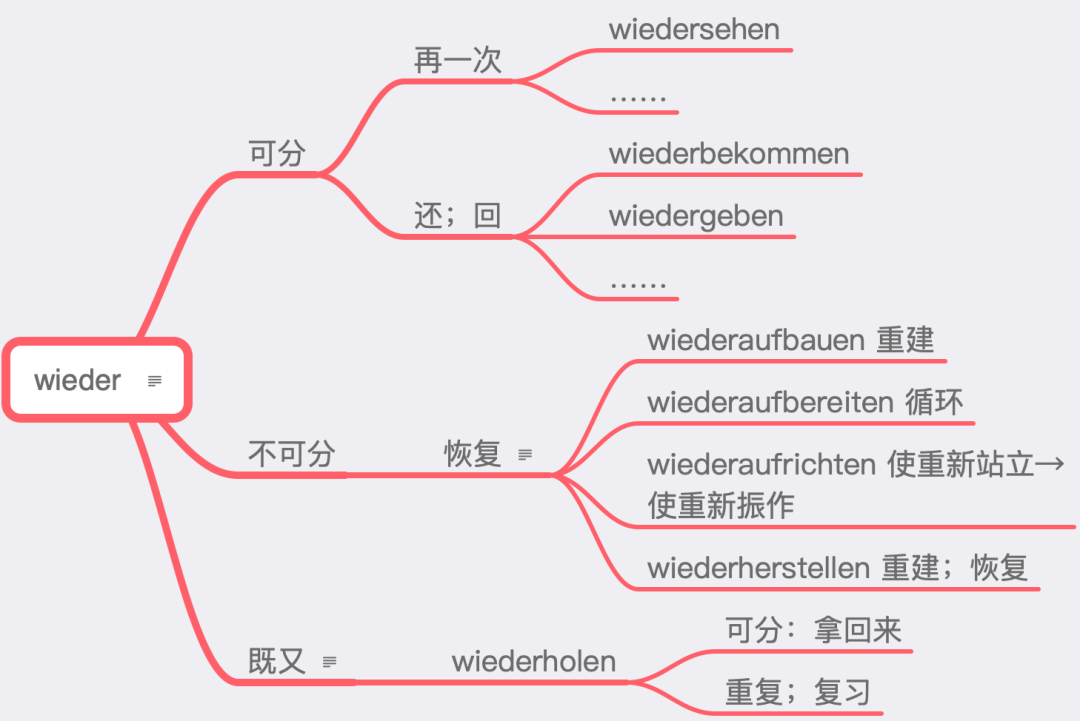 wieder
可分
再一次
wiedersehen
……
还；回
wiederbekommen
wiedergeben
……
不可分
恢复
wiederaufbauen 重建
wiederaufbereiten 循环
wiederaufrichten 使重新站立→
使重新振作
wiederherstellen 重建；恢复
既又
wiederholen
可分：拿回来
重复；复习